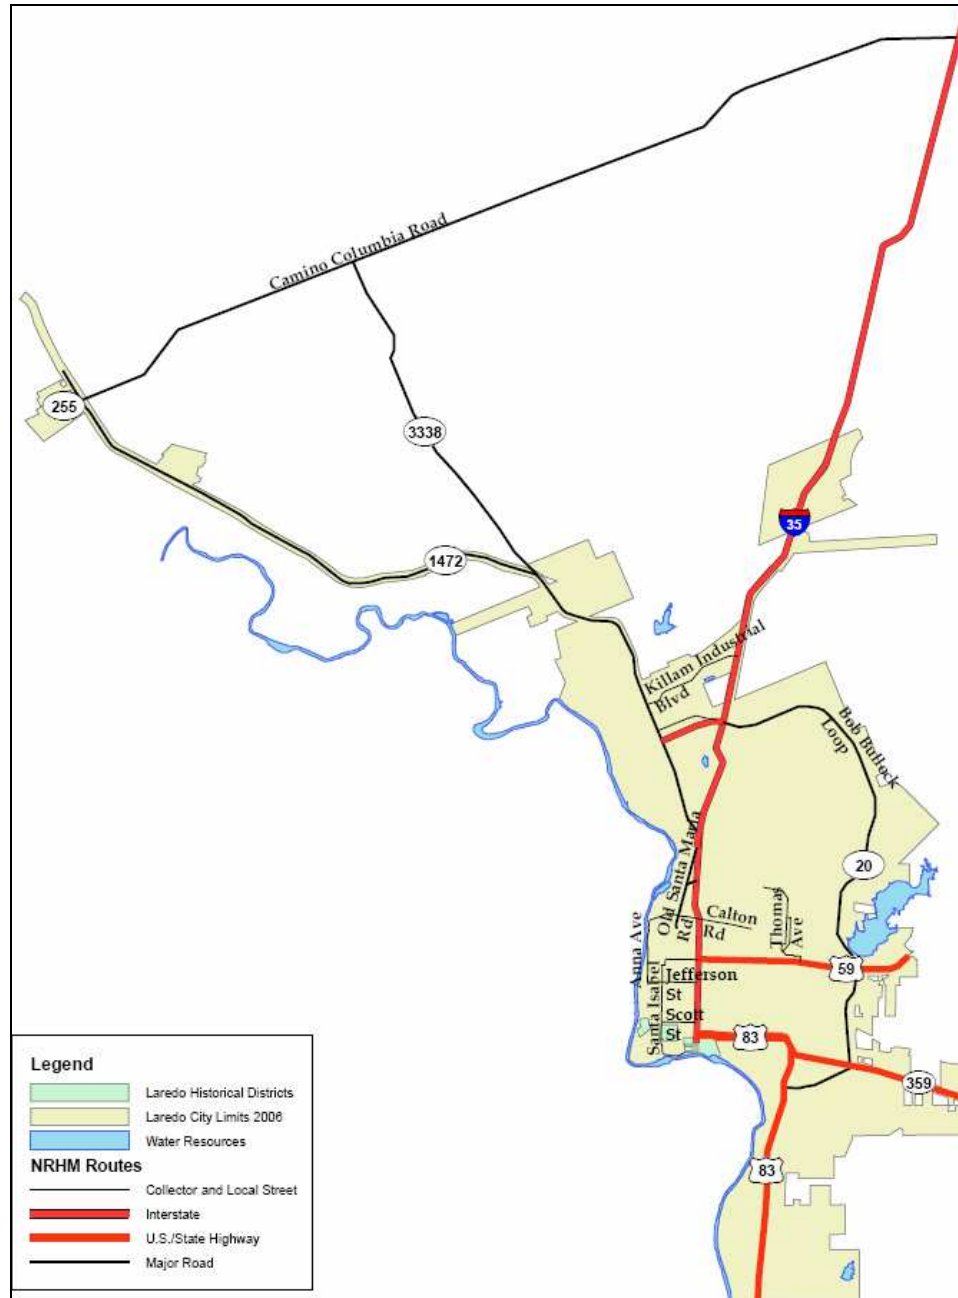 Camino Columbia Road
255
3338
1472
35
Killam Industrial
Blvd
Bob Bullock
Loop
20
Old Santa Maria
Rd
Calton
Rd
Thomas
Ave
Anna Ave
59
Jefferson
St
Santa Isabel
Scott
St
83
359
83
Legend
Laredo Historical Districts
Laredo City Limits 2006
Water Resources
NRHM Routes
Collector and Local Street
Interstate
U.S./State Highway
Major Road